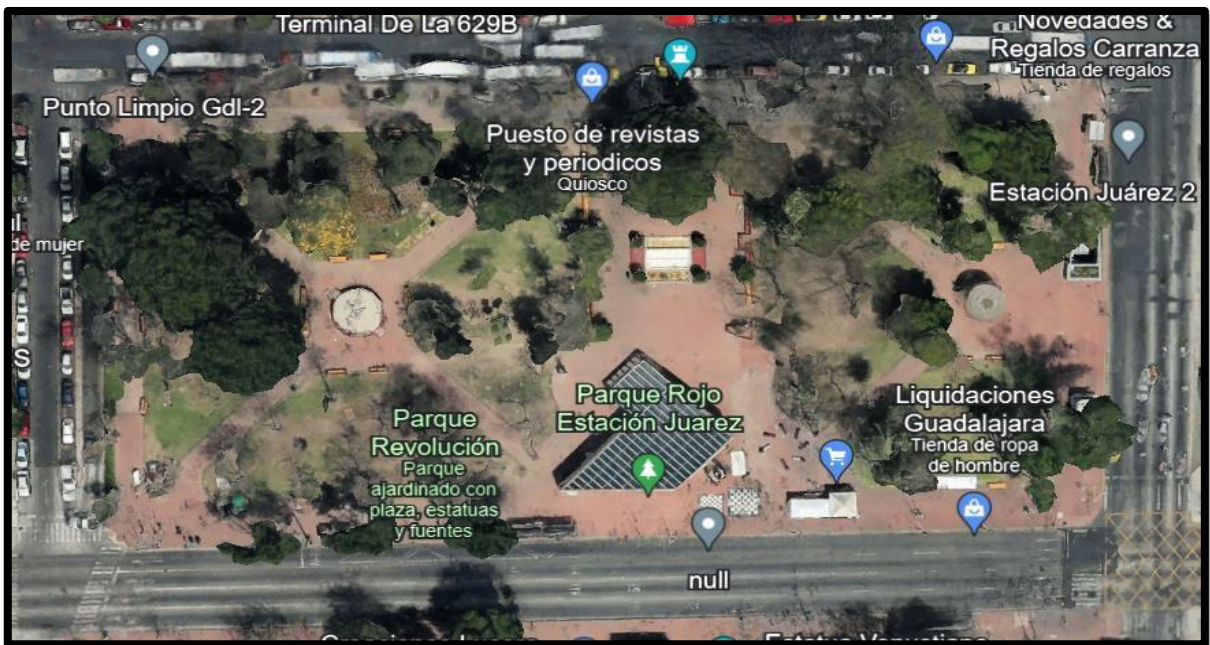 Terminal De La 629B
Novedades &
Regalos Carranza
Tienda de regalos
Punto Limpio Gdl-2
Puesto de revistas
y periodicos
Quiosco
Estación Juárez 2
de mujer
S
Parque Rojo
Estación Juarez
Parque
Revolución
Parque
ajardinado con
plaza, estatuas
y fuentes
Liquidaciones
Guadalajara
Tienda de ropa
de hombre
null